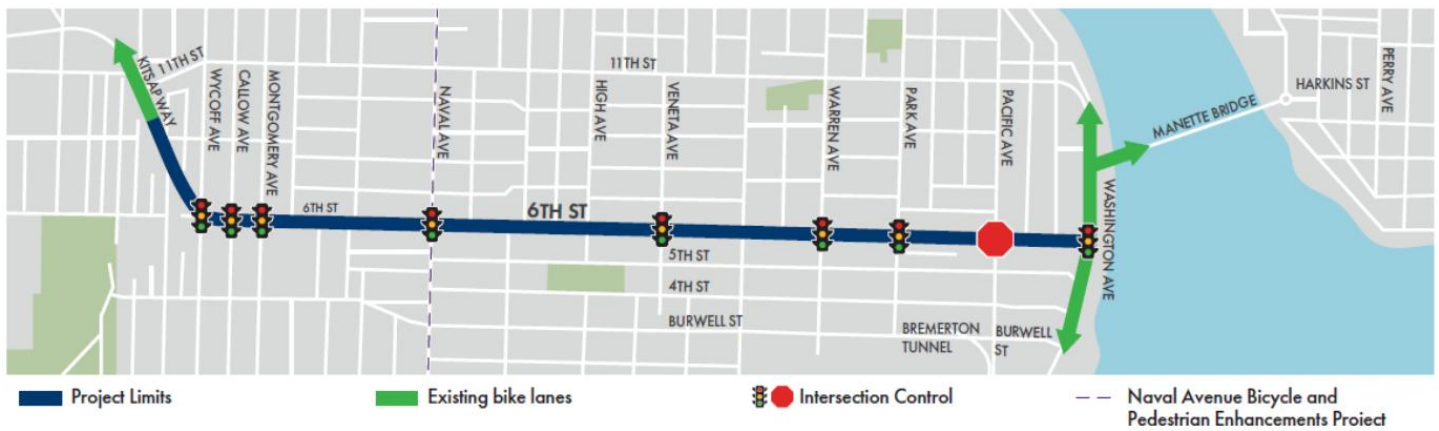 KITSAP WAY
11TH ST
WYCOFF AVE
CALLOW AVE
MONTGOMERY AVE
NAVAL AVE
HIGH AVE
11TH ST
VENETA AVE
WARREN AVE
PARK AVE
PACIFIC AVE
MANETTE BRIDGE
HARKINS ST
PERRY AVE
6TH ST
6TH ST
WASHINGTON AVE
5TH ST
4TH ST
BURWELL ST
BREMERTON
TUNNEL
BURWELL
ST
Project Limits
Existing bike lanes
Intersection Control
Naval Avenue Bicycle and
Pedestrian Enhancements Project